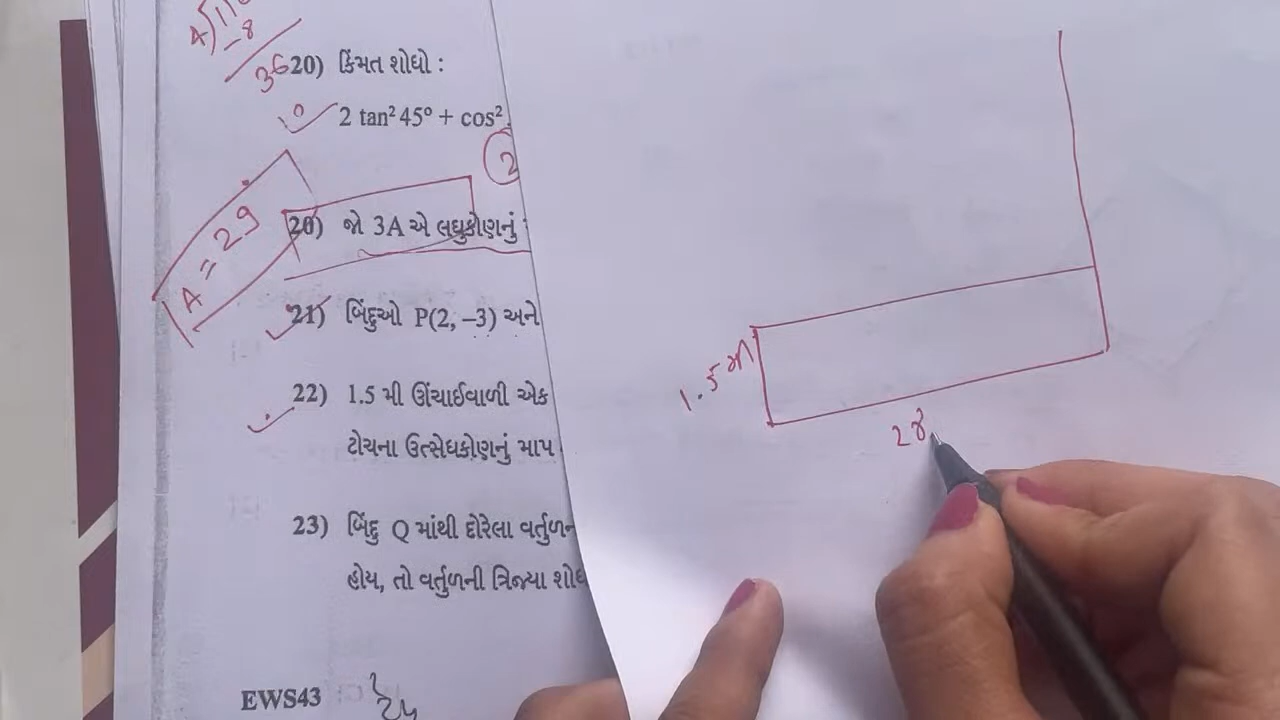 36
20) કિંમત શોધો :
2 tan² 45° + cos²
2
A = 29
20) જો 3A એ લઘુકોણનું
21) બિંદુઓ P(2, –3) અને
22) 1.5 મી ઊંચાઈવાળી એક
ટોચના ઉત્સેધકોણનું માપ
23) બિંદુ Q માંથી દોરેલા વર્તુળન
હોય, તો વર્તુળની ત્રિજ્યા શોધ
EWS43
1.5 મી
28